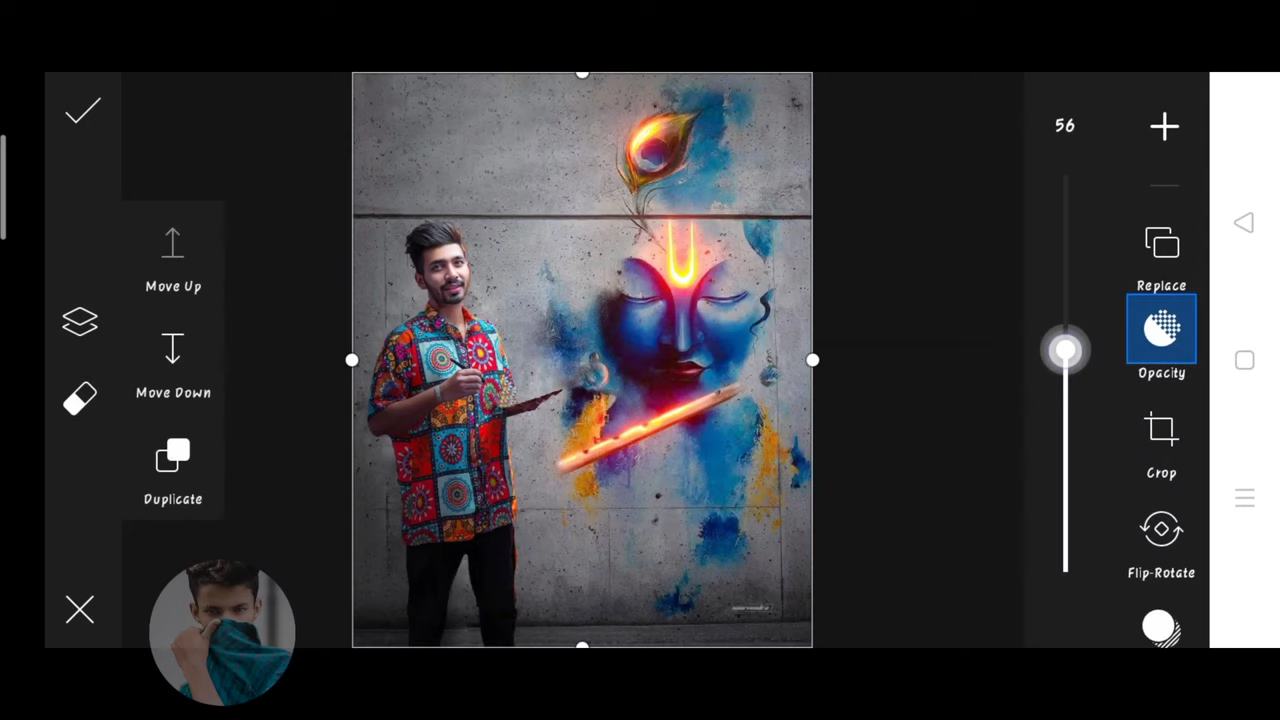 56
Move Up
Replace
Move Down
Opacity
Duplicate
Crop
Flip-Rotate